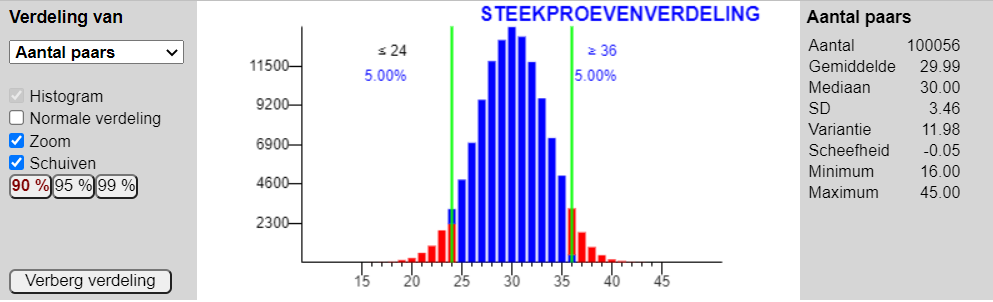 Verdeling van
Aantal paars
Histogram
Normale verdeling
Zoom
Schuiven
90 % 95 % 99 %
Verberg verdeling
STEEKPROEVENVERDELING
≤ 24
5.00%
≥ 36
5.00%
11500
9200
6900
4600
2300
15 20 25 30 35 40 45
Aantal paars
Aantal 100056
Gemiddelde 29.99
Mediaan 30.00
SD 3.46
Variantie 11.98
Scheefheid -0.05
Minimum 16.00
Maximum 45.00